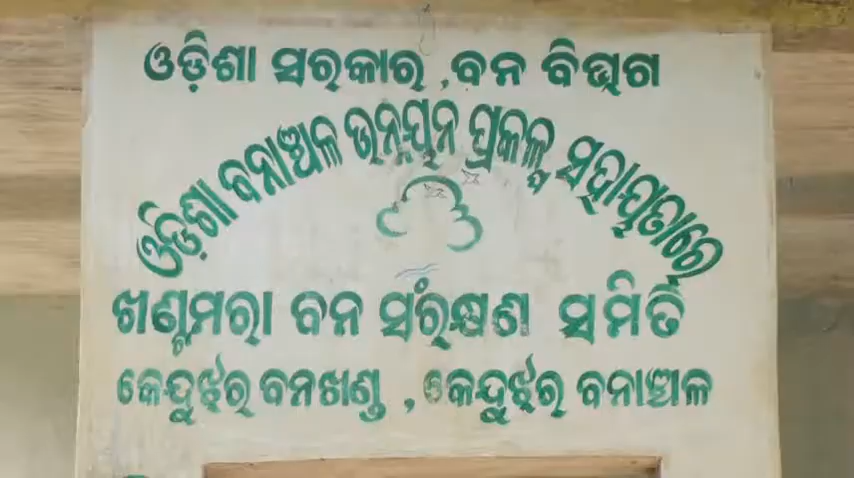 ଓଡ଼ିଶା ସରକାର ,ବନ ବିଭାଗ
ଓଡ଼ିଶା ବନାଞ୍ଚଳ ଉନ୍ନୟନ ପ୍ରକଳ୍ପ ସହାୟତାରେ
ଖଣ୍ଡମରା ବନ ସଂରକ୍ଷଣ ସମିତି
କେନ୍ଦୁଝର ବନଖଣ୍ଡ , କେନ୍ଦୁଝର ବନାଞ୍ଚଳ